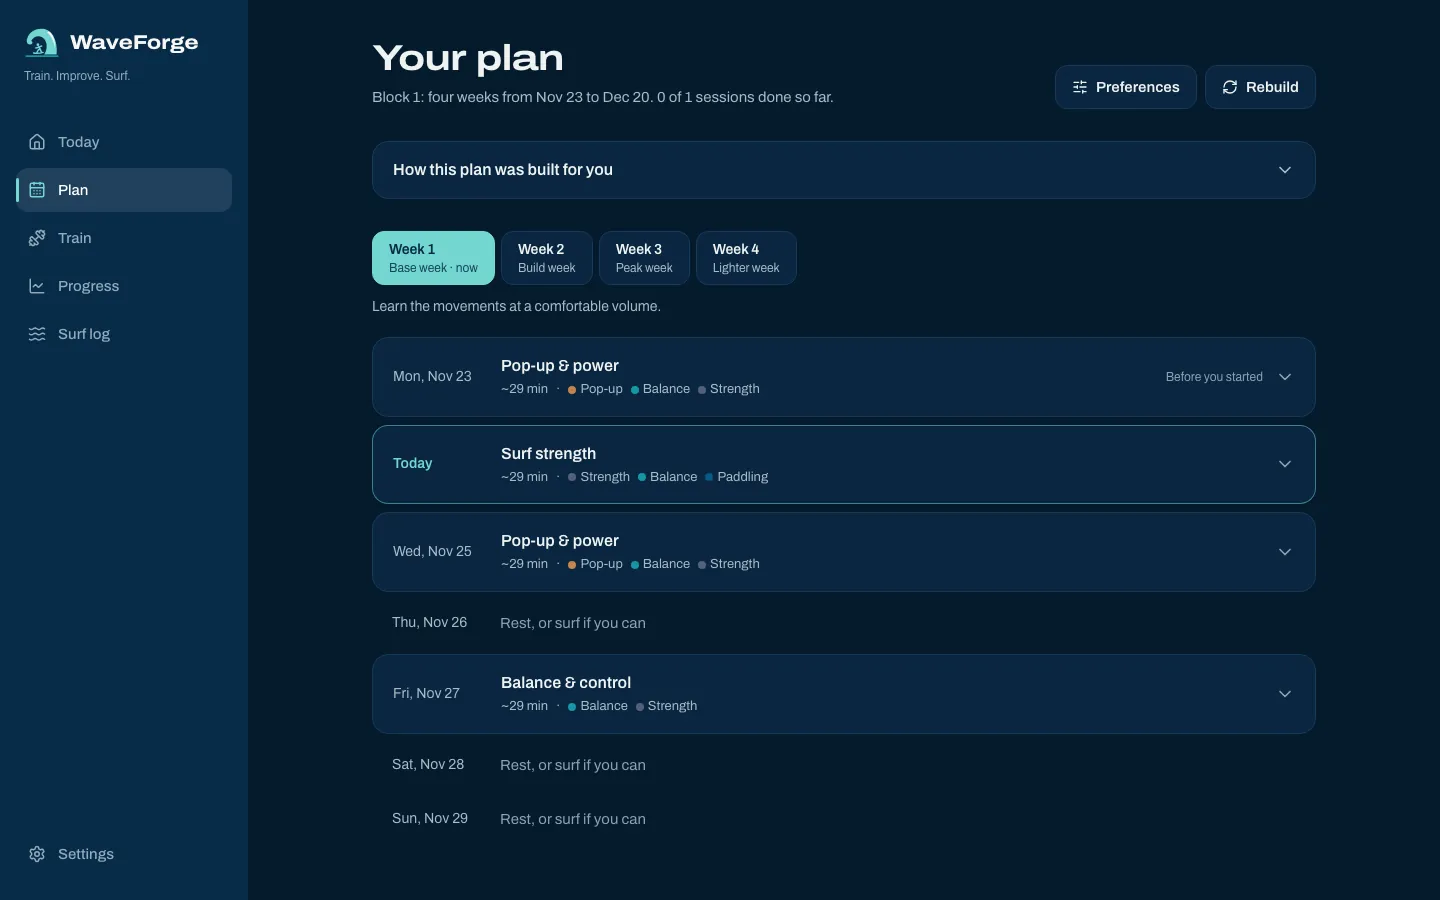 WaveForge
Train. Improve. Surf.
Today
Plan
Train
Progress
Surf log
Settings
Your plan
Block 1: four weeks from Nov 23 to Dec 20. 0 of 1 sessions done so far.
Preferences
Rebuild
How this plan was built for you
Week 1
Base week · now
Week 2
Build week
Week 3
Peak week
Week 4
Lighter week
Learn the movements at a comfortable volume.
Mon, Nov 23
Pop-up & power
~29 min · Pop-up Balance Strength
Before you started
Today
Surf strength
~29 min · Strength Balance Paddling
Wed, Nov 25
Pop-up & power
~29 min · Pop-up Balance Strength
Thu, Nov 26
Rest, or surf if you can
Fri, Nov 27
Balance & control
~29 min · Balance Strength
Sat, Nov 28
Rest, or surf if you can
Sun, Nov 29
Rest, or surf if you can